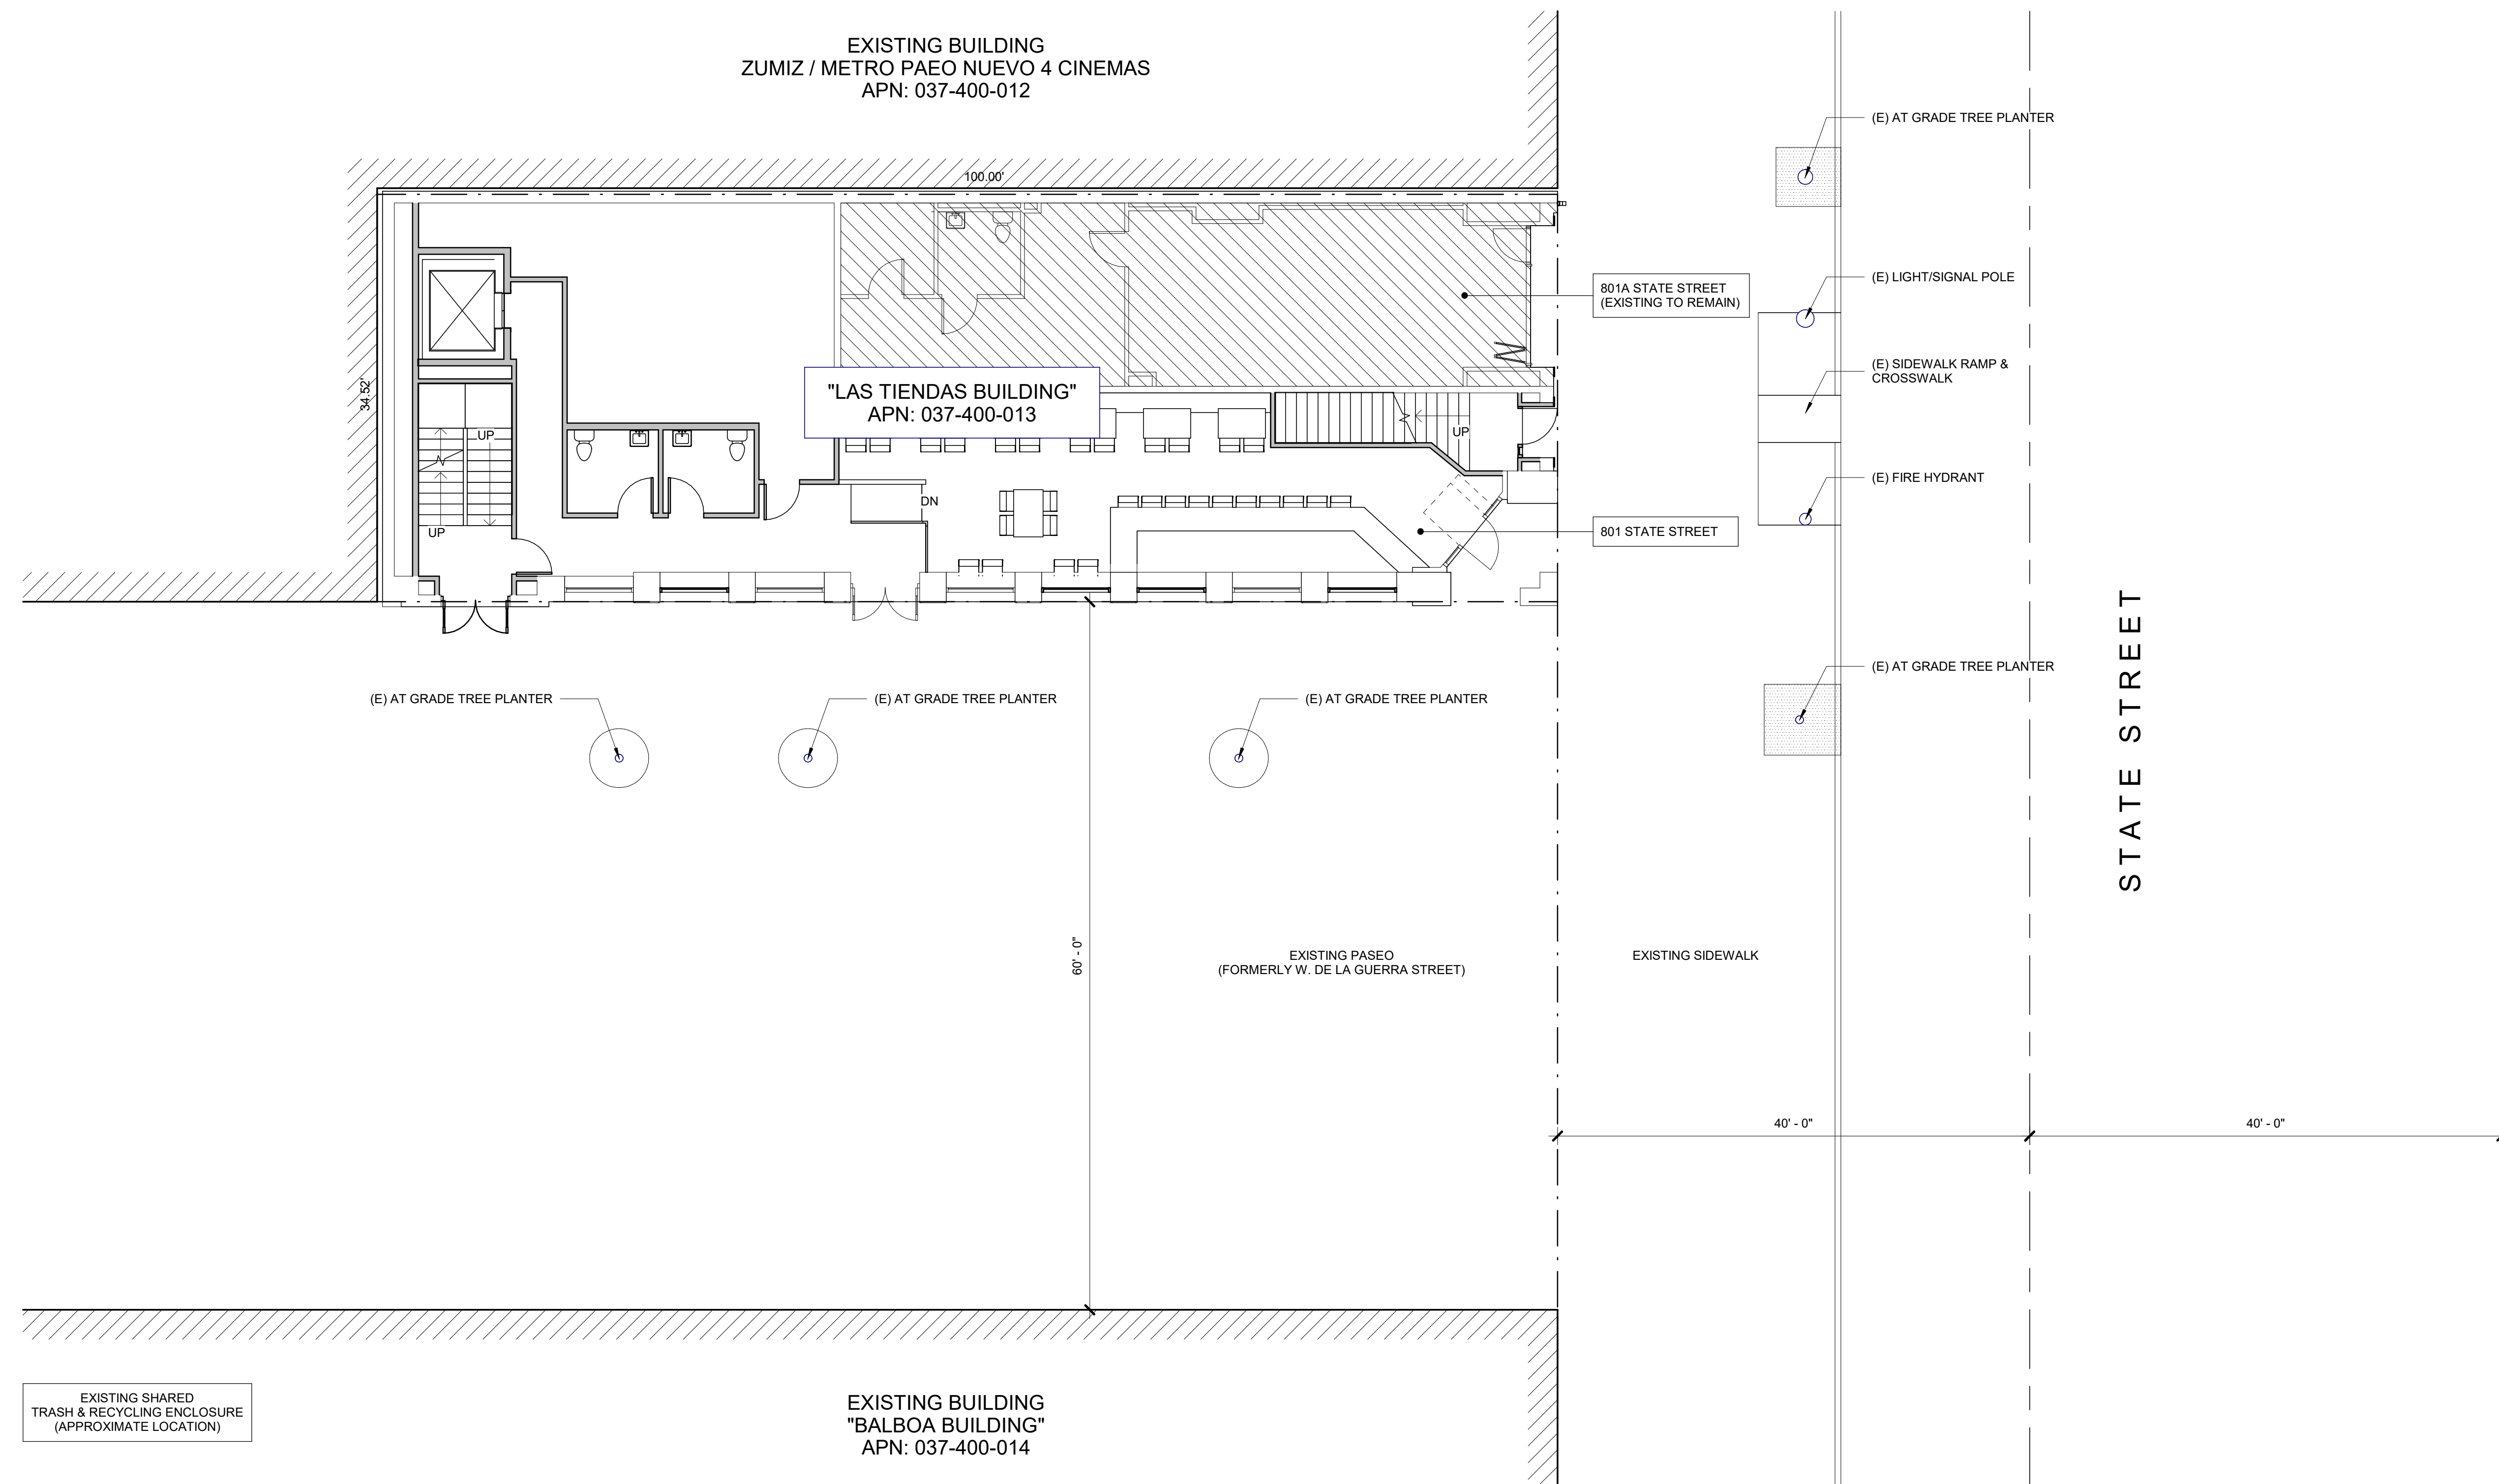 EXISTING BUILDING
ZUMIZ / METRO PAEO NUEVO 4 CINEMAS
APN: 037-400-012
(E) AT GRADE TREE PLANTER
100.00'
(E) LIGHT/SIGNAL POLE
801A STATE STREET
(EXISTING TO REMAIN)
(E) SIDEWALK RAMP &
CROSSWALK
34.52'
"LAS TIENDAS BUILDING"
APN: 037-400-013
UP
UP
(E) FIRE HYDRANT
DN
UP
801 STATE STREET
STATE STREET
(E) AT GRADE TREE PLANTER
(E) AT GRADE TREE PLANTER
(E) AT GRADE TREE PLANTER
(E) AT GRADE TREE PLANTER
60' - 0"
EXISTING PASEO
(FORMERLY W. DE LA GUERRA STREET)
EXISTING SIDEWALK
40' - 0"
40' - 0"
EXISTING SHARED
TRASH & RECYCLING ENCLOSURE
(APPROXIMATE LOCATION)
EXISTING BUILDING
"BALBOA BUILDING"
APN: 037-400-014